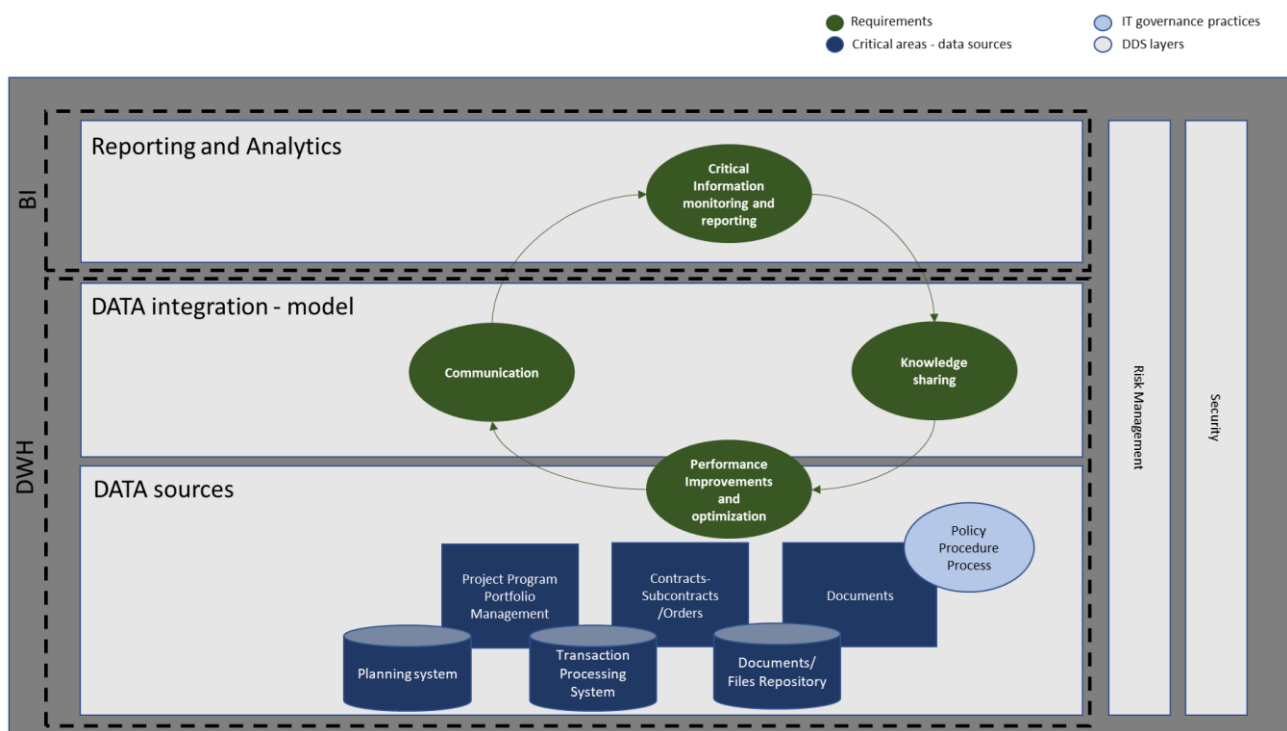 Requirements
IT governance practices
Critical areas - data sources
DDS layers
BI
Reporting and Analytics
Critical
Information
monitoring and
reporting
DWH
DATA integration - model
Communication
Knowledge
sharing
DATA sources
Performance
Improvements
and
optimization
Policy
Procedure
Process
Project Program
Portfolio
Management
Contracts-
Subcontracts
/Orders
Documents
Planning system
Transaction
Processing
System
Documents/
Files Repository
Risk Management
Security